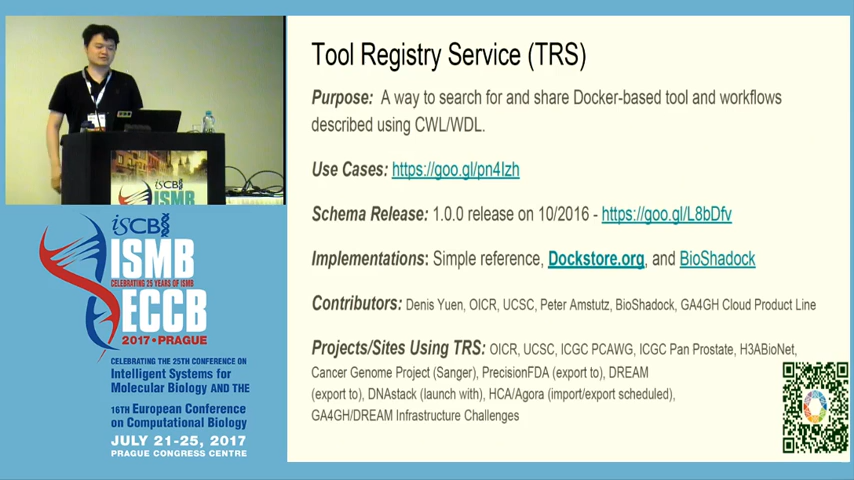 Tool Registry Service (TRS)
Purpose: A way to search for and share Docker-based tool and workflows
described using CWL/WDL.
Use Cases: https://goo.gl/pn4Izh
Schema Release: 1.0.0 release on 10/2016 - https://goo.gl/L8bDfv
Implementations: Simple reference, Dockstore.org, and BioShadock
Contributors: Denis Yuen, OICR, UCSC, Peter Amstutz, BioShadock, GA4GH Cloud Product Line
Projects/Sites Using TRS: OICR, UCSC, ICGC PCAWG, ICGC Pan Prostate, H3ABioNet,
Cancer Genome Project (Sanger), PrecisionFDA (export to), DREAM
(export to), DNAstack (launch with), HCA/Agora (import/export scheduled),
GA4GH/DREAM Infrastructure Challenges
iSCB
ISMB
iSCB
ISMB
CELEBRATING 25 YEARS OF ISMB
ECCB
2017 • PRAGUE
CELEBRATING THE 25TH CONFERENCE ON
Intelligent Systems for
Molecular Biology AND THE
16TH European Conference
on Computational Biology
JULY 21-25, 2017
PRAGUE CONGRESS CENTRE